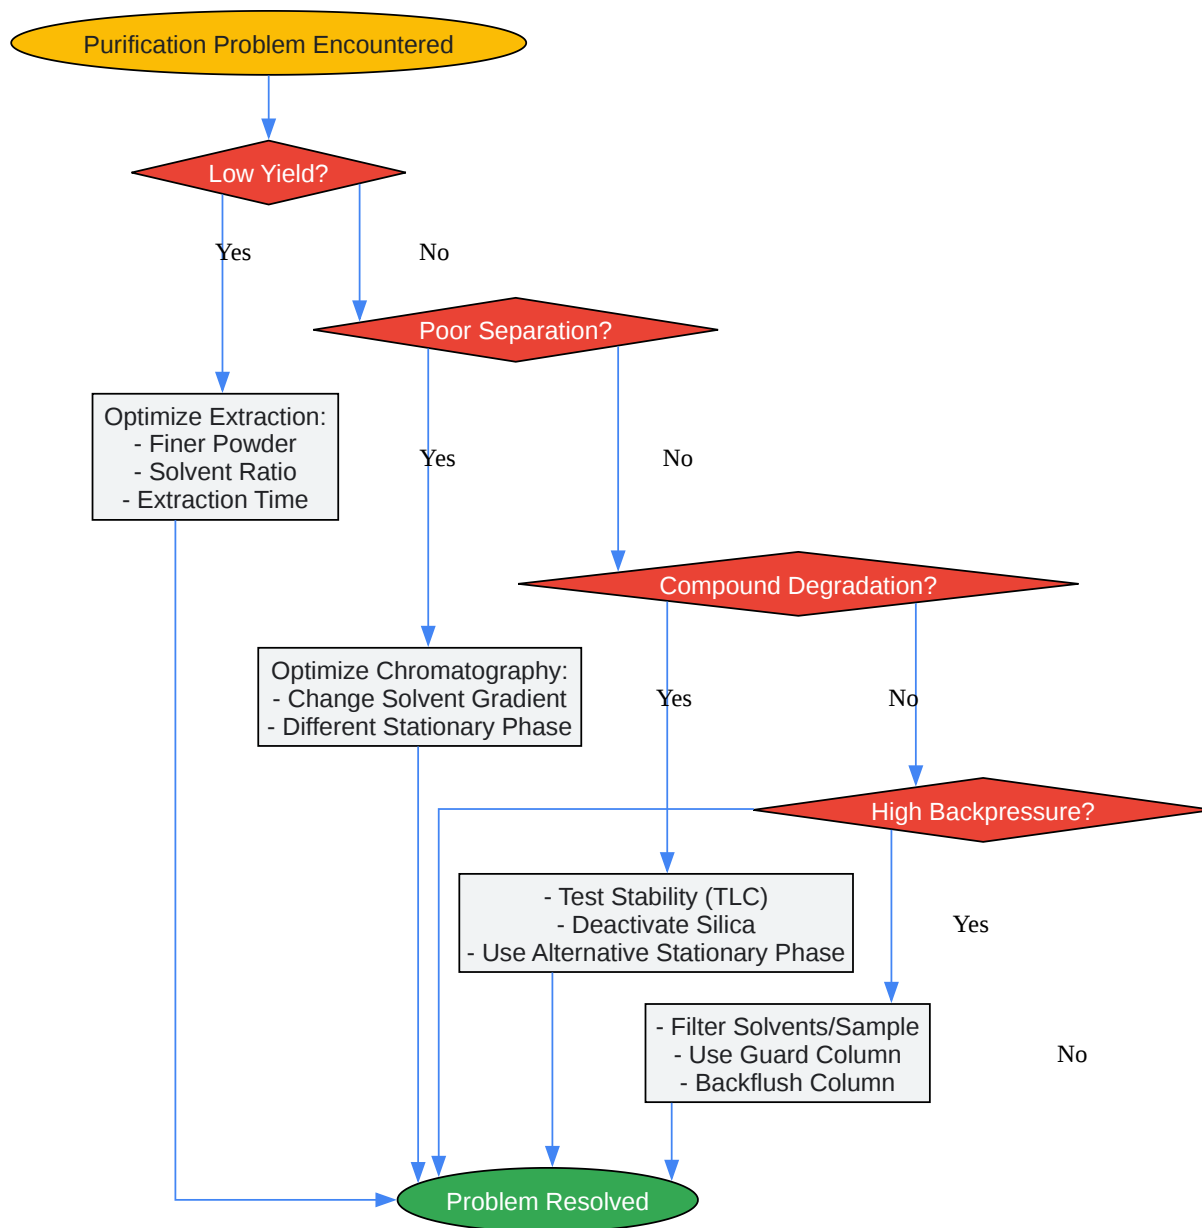 Purification Problem Encountered
Low Yield?
Yes
No
Poor Separation?
Optimize Extraction:
- Finer Powder
- Solvent Ratio
- Extraction Time
Yes
No
Compound Degradation?
Optimize Chromatography:
- Change Solvent Gradient
- Different Stationary Phase
Yes
No
High Backpressure?
- Test Stability (TLC)
- Deactivate Silica
- Use Alternative Stationary Phase
Yes
- Filter Solvents/Sample
- Use Guard Column
- Backflush Column
No
Problem Resolved